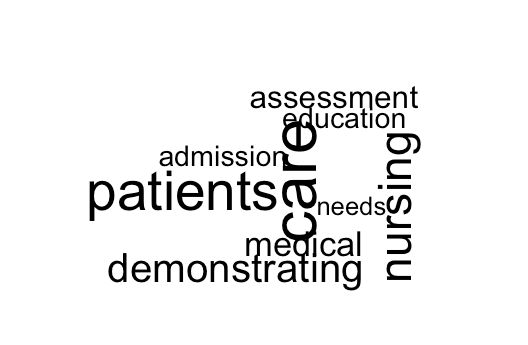 assessment
education
care
nursing
admission
patients
needs
medical
demonstrating